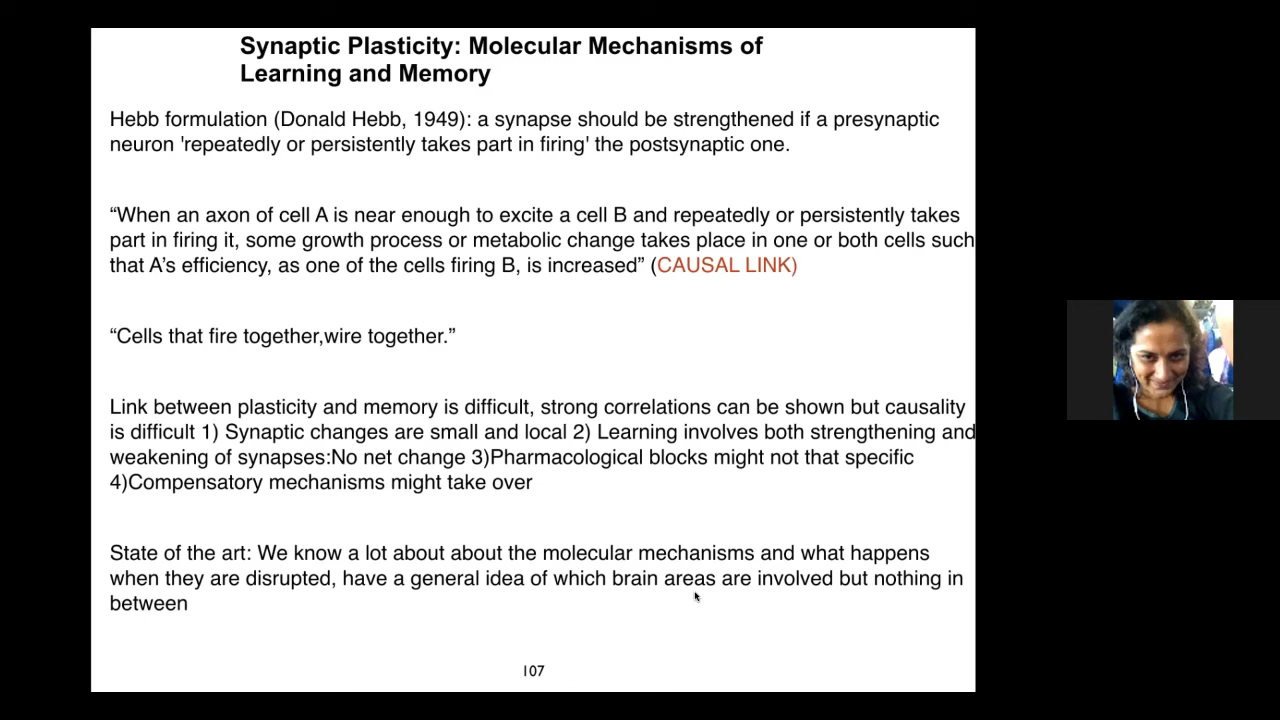 Synaptic Plasticity: Molecular Mechanisms of
Learning and Memory
Hebb formulation (Donald Hebb, 1949): a synapse should be strengthened if a presynaptic
neuron 'repeatedly or persistently takes part in firing' the postsynaptic one.
“When an axon of cell A is near enough to excite a cell B and repeatedly or persistently takes
part in firing it, some growth process or metabolic change takes place in one or both cells such
that A’s efficiency, as one of the cells firing B, is increased” (CAUSAL LINK)
“Cells that fire together,wire together.”
Link between plasticity and memory is difficult, strong correlations can be shown but causality
is difficult 1) Synaptic changes are small and local 2) Learning involves both strengthening and
weakening of synapses:No net change 3)Pharmacological blocks might not that specific
4)Compensatory mechanisms might take over
State of the art: We know a lot about about the molecular mechanisms and what happens
when they are disrupted, have a general idea of which brain areas are involved but nothing in
between
107